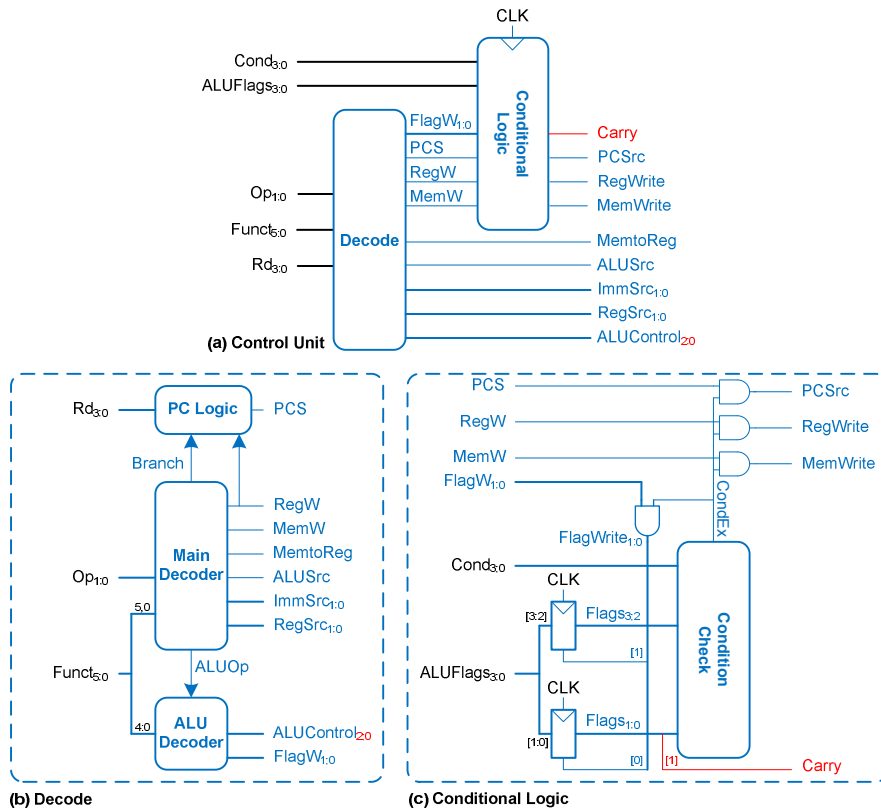 CLK
Cond3:0
ALUFlags3:0
Conditional
Logic
FlagW1:0
PCS
RegW
MemW
Carry
PCSrc
RegWrite
MemWrite
Op1:0
Funct5:0
Rd3:0
Decode
MemtoReg
ALUSrc
ImmSrc1:0
RegSrc1:0
ALUControl2:0
(a) Control Unit
Rd3:0
PC Logic
PCS
Branch
RegW
MemW
MemtoReg
ALUSrc
ImmSrc1:0
RegSrc1:0
Main
Decoder
Op1:0
5,0
Funct5:0
ALUOp
4:0
ALU
Decoder
ALUControl2:0
FlagW1:0
(b) Decode
PCS
PCSrc
RegW
RegWrite
MemW
MemWrite
FlagW1:0
CondEx
FlagWrite1:0
Cond3:0
CLK
[3:2]
Flags3:2
[1]
Condition
Check
ALUFlags3:0
CLK
[1:0]
Flags1:0
[0]
[1]
Carry
(c) Conditional Logic